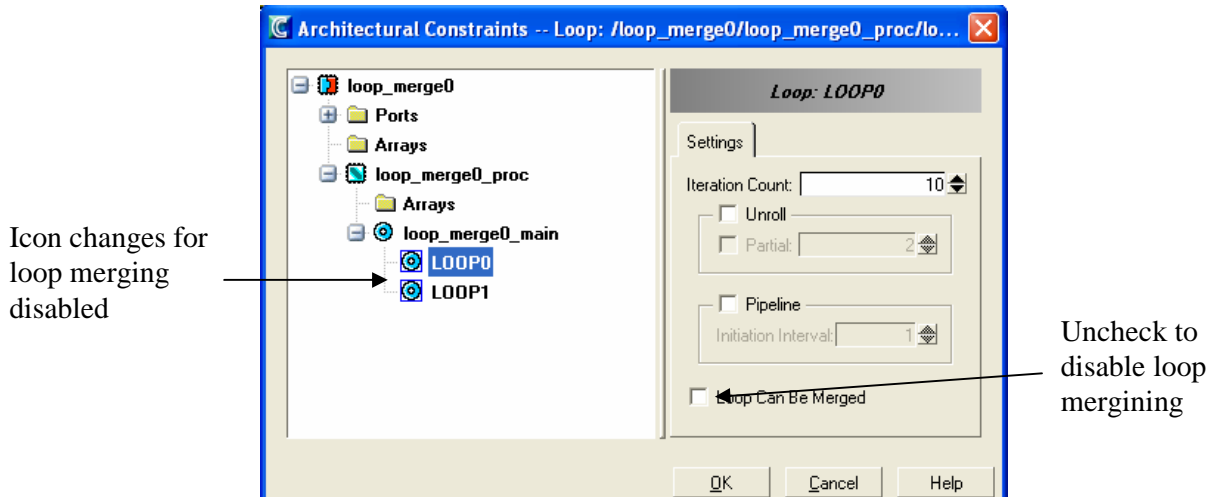 Architectural Constraints -- Loop: /loop_merge0/loop_merge0_proc/lo...
loop_merge0
Ports
Arrays
loop_merge0_proc
Arrays
loop_merge0_main
LOOP0
LOOP1
Loop: LOOP0
Settings
Iteration Count: 10
Unroll
Partial: 2
Pipeline
Initiation Interval: 1
Loop Can Be Merged
OK Cancel Help
Icon changes for
loop merging
disabled
Uncheck to
disable loop
mergining